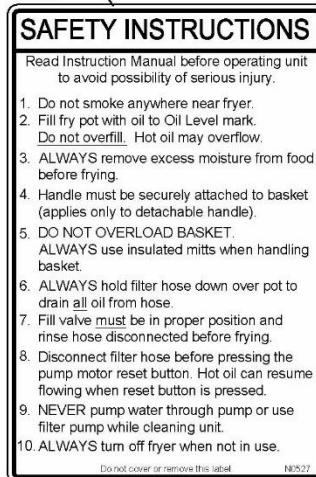 SAFETY INSTRUCTIONS
Read Instruction Manual before operating unit
to avoid possibility of serious injury.
1. Do not smoke anywhere near fryer.
2. Fill fry pot with oil to Oil Level mark.
Do not overfill. Hot oil may overflow.
3. ALWAYS remove excess moisture from food
before frying.
4. Handle must be securely attached to basket
(applies only to detachable handle).
5. DO NOT OVERLOAD BASKET.
ALWAYS use insulated mitts when handling
basket.
6. ALWAYS hold filter hose down over pot to
drain all oil from hose.
7. Fill valve must be in proper position and
rinse hose disconnected before frying.
8. Disconnect filter hose before pressing the
pump motor reset button. Hot oil can resume
flowing when reset button is pressed.
9. NEVER pump water through pump or use
filter pump while cleaning unit.
10. ALWAYS turn off fryer when not in use.
Do not cover or remove this label N0527